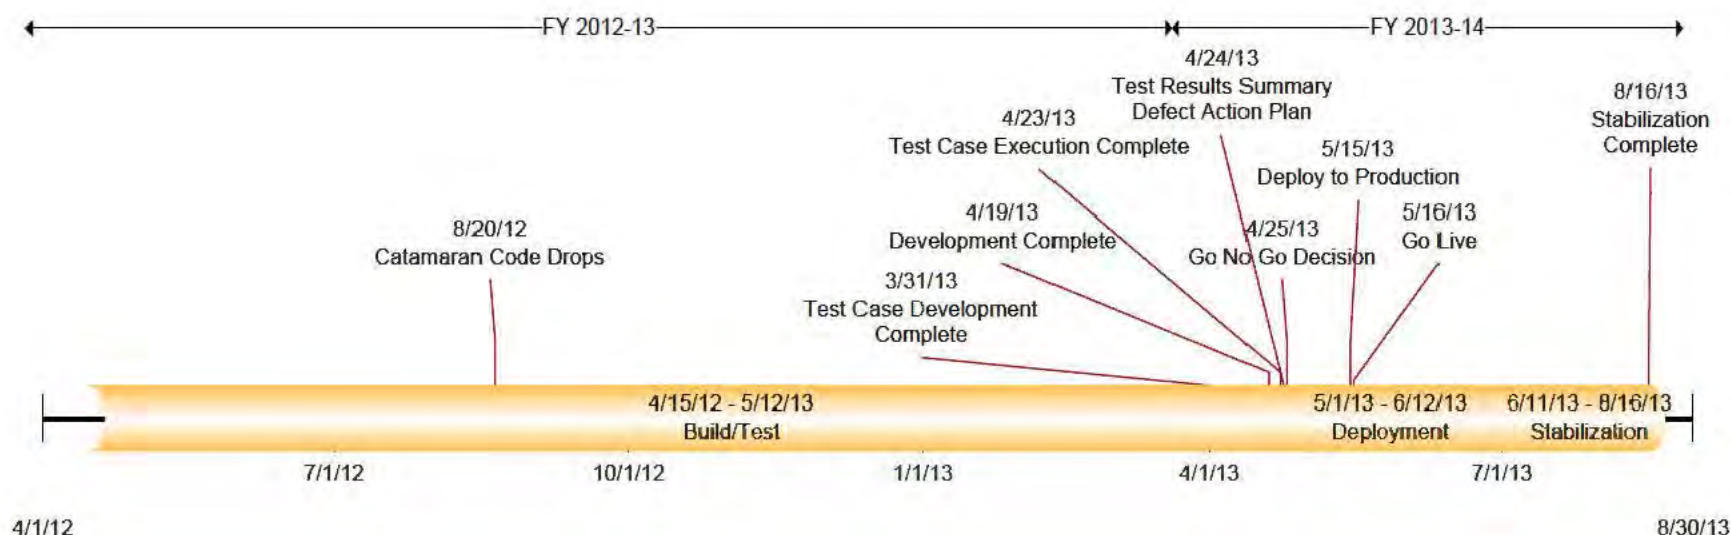 FY 2012-13
FY 2013-14
4/24/13
Test Results Summary
Defect Action Plan
8/16/13
Stabilization
Complete
4/23/13
Test Case Execution Complete
5/15/13
Deploy to Production
4/19/13
Development Complete
4/25/13
Go No Go Decision
5/16/13
Go Live
8/20/12
Catamaran Code Drops
3/31/13
Test Case Development
Complete
4/15/12 - 5/12/13
Build/Test
5/1/13 - 6/12/13
Deployment
6/11/13 - 8/16/13
Stabilization
7/1/12
10/1/12
1/1/13
4/1/13
7/1/13
4/1/12
8/30/13